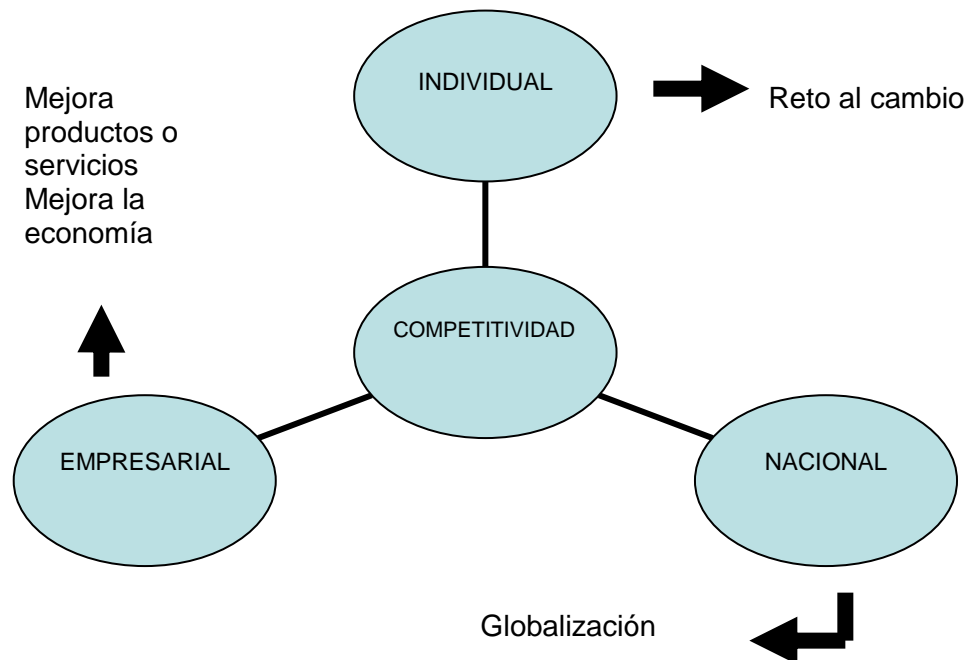 INDIVIDUAL
Reto al cambio
Mejora
productos o
servicios
Mejora la
economía
COMPETITIVIDAD
EMPRESARIAL
NACIONAL
Globalización